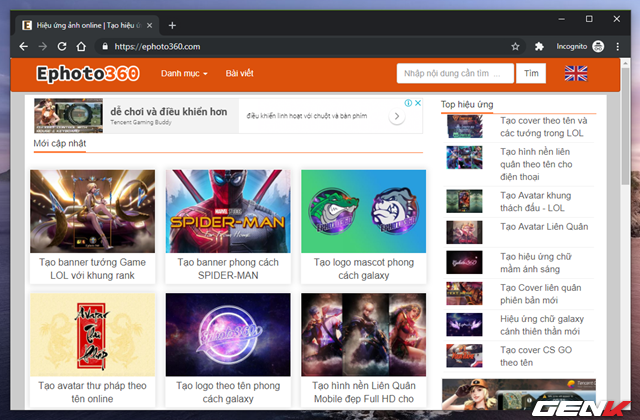 Hiệu ứng ảnh online | Tạo hiệu ứ
https://ephoto360.com
Incognito
Ephoto360
Danh mục
Bài viết
Nhập nội dung cần tìm ...
Tìm
dễ chơi và điều khiển hơn
Tencent Gaming Buddy
điều khiển linh hoạt với chuột và bàn phím
Mới cập nhật
MARVEL STUDIOS
SPIDER-MAN
Tạo banner tướng Game
LOL với khung rank
Tạo banner phong cách
SPIDER-MAN
Tạo logo mascot phong
cách galaxy
Avatar
Thư
Pháp
Ephoto360
Tạo avatar thư pháp theo
tên online
Tạo logo theo tên phong cách
galaxy
Tạo hình nền Liên Quân
Mobile đẹp Full HD cho
Top hiệu ứng
Tạo cover theo tên và
các tướng trong LOL
Tạo hình nền liên
quân theo tên cho
điện thoại
Tạo Avatar khung
thách đấu - LOL
Tạo Avatar Liên Quân
Tạo hiệu ứng chữ
mằm ánh sáng
Tạo Cover liên quân
phiên bản mới
Hiệu ứng chữ galaxy
cánh thiên thần mới
Tạo cover CS GO
theo tên
GENK